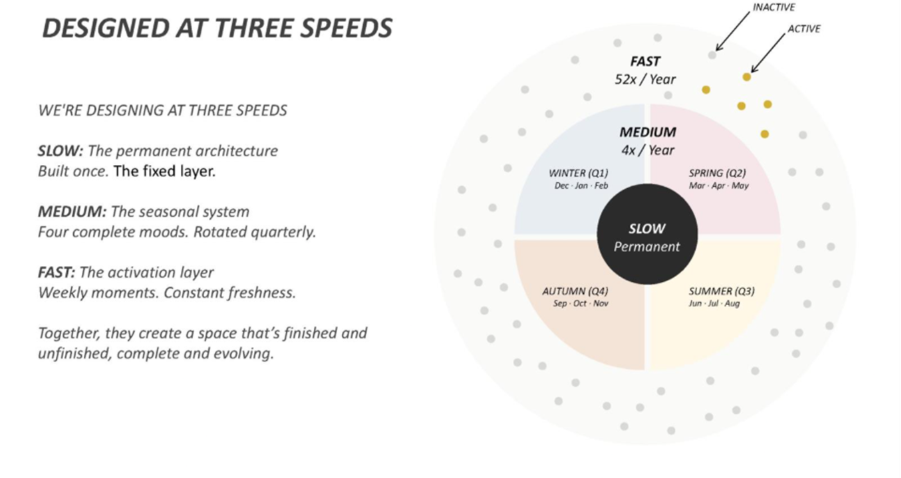 DESIGNED AT THREE SPEEDS
WE'RE DESIGNING AT THREE SPEEDS
SLOW: The permanent architecture
Built once. The fixed layer.
MEDIUM: The seasonal system
Four complete moods. Rotated quarterly.
FAST: The activation layer
Weekly moments. Constant freshness.
Together, they create a space that's finished and
unfinished, complete and evolving.
INACTIVE
ACTIVE
FAST
52x / Year
MEDIUM
4x / Year
WINTER (Q1)
Dec · Jan · Feb
SPRING (Q2)
Mar · Apr · May
SLOW
Permanent
AUTUMN (Q4)
Sep · Oct · Nov
SUMMER (Q3)
Jun · Jul · Aug